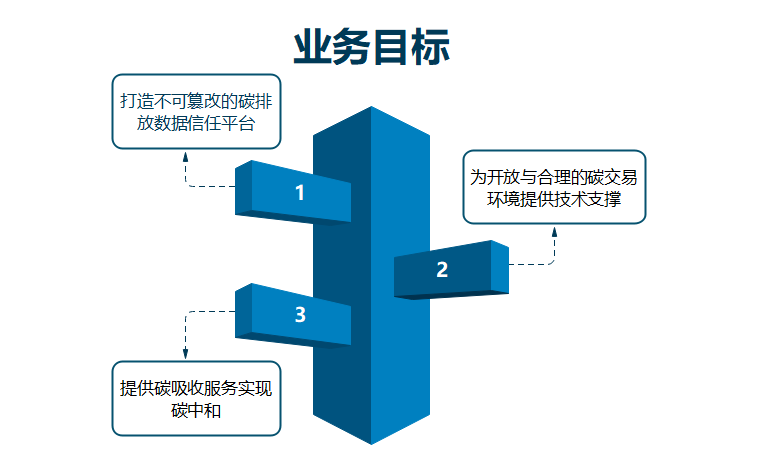 业务目标
打造不可篡改的碳排
放数据信任平台
1
为开放与合理的碳交易
环境提供技术支撑
2
3
提供碳吸收服务实现
碳中和